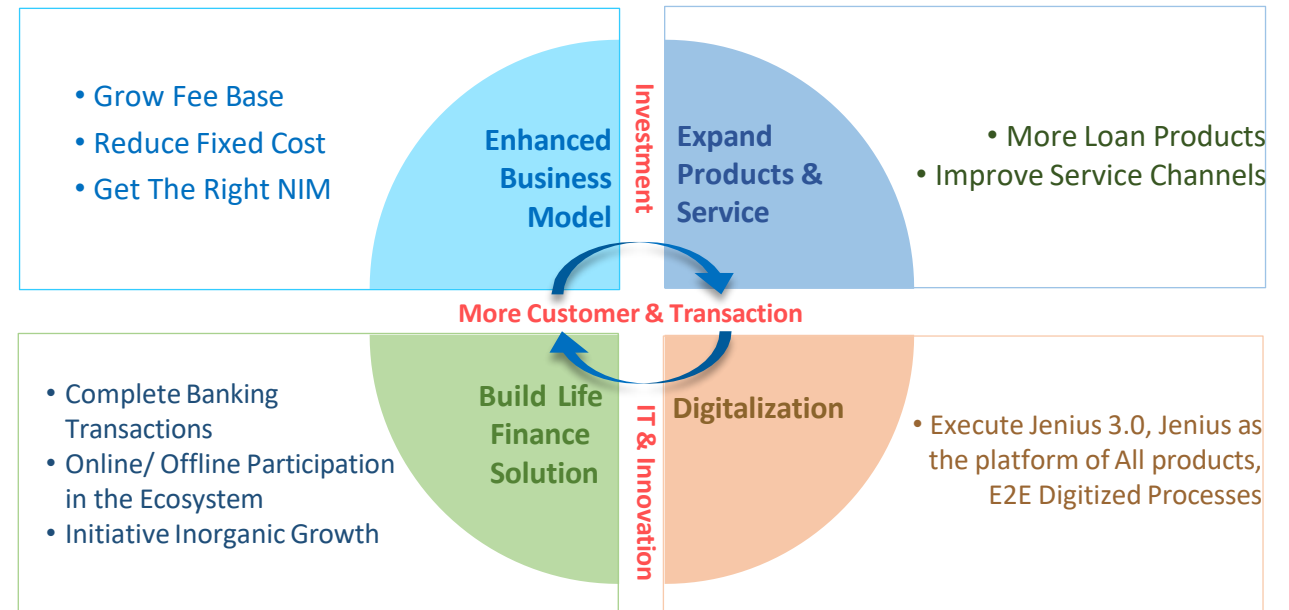 • Grow Fee Base
• Reduce Fixed Cost
• Get The Right NIM
Enhanced
Business
Model
Investment
Expand
Products &
Service
• More Loan Products
• Improve Service Channels
More Customer & Transaction
• Complete Banking
Transactions
• Online/ Offline Participation
in the Ecosystem
• Initiative Inorganic Growth
Build Life
Finance
Solution
IT & Innovation
Digitalization
• Execute Jenius 3.0, Jenius as
the platform of All products,
E2E Digitized Processes